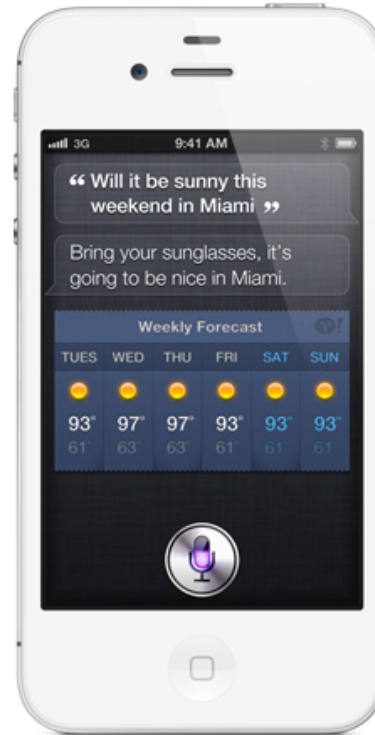 3G 9:41 AM
“ Will it be sunny this
weekend in Miami ”
Bring your sunglasses, it's
going to be nice in Miami.
Weekly Forecast Y!
TUES WED THU FRI SAT SUN
93° 97° 97° 93° 93° 93°
61° 63° 63° 61° 61° 61